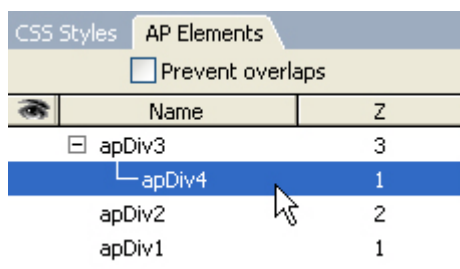 CSS Styles AP Elements
Prevent overlaps
Name Z
apDiv3 3
apDiv4 1
apDiv2 2
apDiv1 1